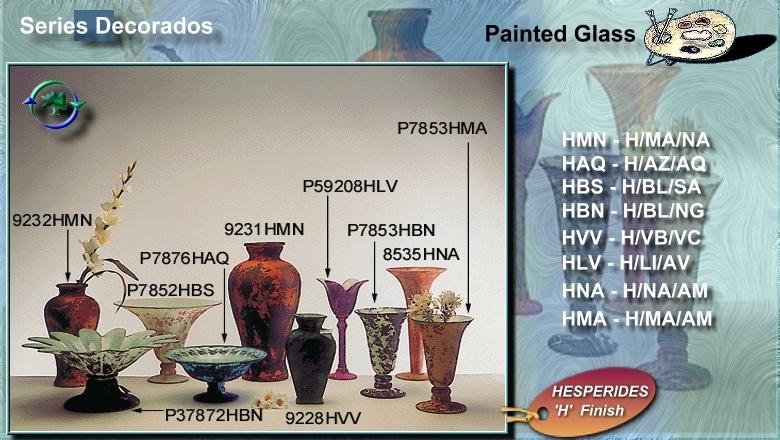 Series Decorados
Painted Glass
P7853HMA
P59208HLV
9232HMN
9231HMN
P7853HBN
P7876HAQ
8535HNA
P7852HBS
P37872HBN
9228HVV
HMN - H/MA/NA
HAQ - H/AZ/AQ
HBS - H/BL/SA
HBN - H/BL/NG
HVV - H/VB/VC
HLV - H/LI/AV
HNA - H/NA/AM
HMA - H/MA/AM
HESPERIDES
'H' Finish